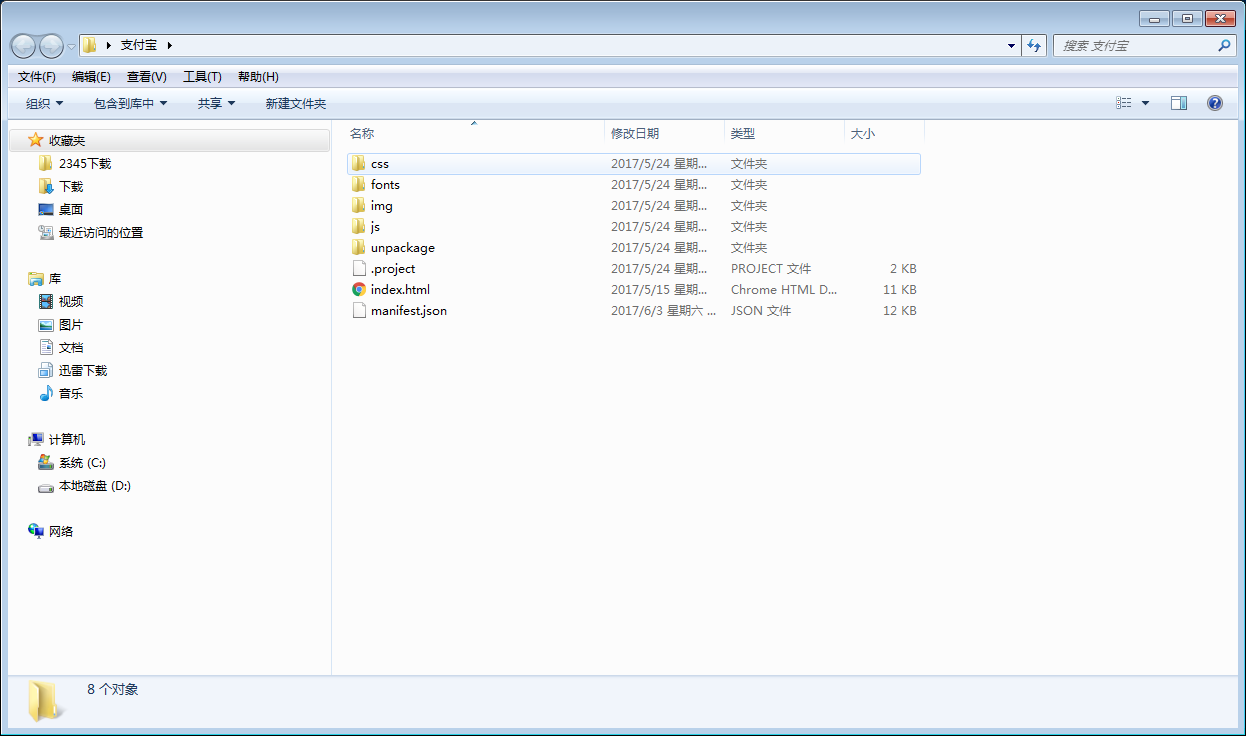 支付宝
搜索 支付宝
文件(F) 编辑(E) 查看(V) 工具(T) 帮助(H)
组织 包含到库中 共享 新建文件夹
收藏夹
2345下载
下载
桌面
最近访问的位置
库
视频
图片
文档
迅雷下载
音乐
计算机
系统 (C:)
本地磁盘 (D:)
网络
名称 修改日期 类型 大小
css 2017/5/24 星期... 文件夹
fonts 2017/5/24 星期... 文件夹
img 2017/5/24 星期... 文件夹
js 2017/5/24 星期... 文件夹
unpackage 2017/5/24 星期... 文件夹
.project 2017/5/24 星期... PROJECT 文件 2 KB
index.html 2017/5/15 星期... Chrome HTML D... 11 KB
manifest.json 2017/6/3 星期六 ... JSON 文件 12 KB
8 个对象